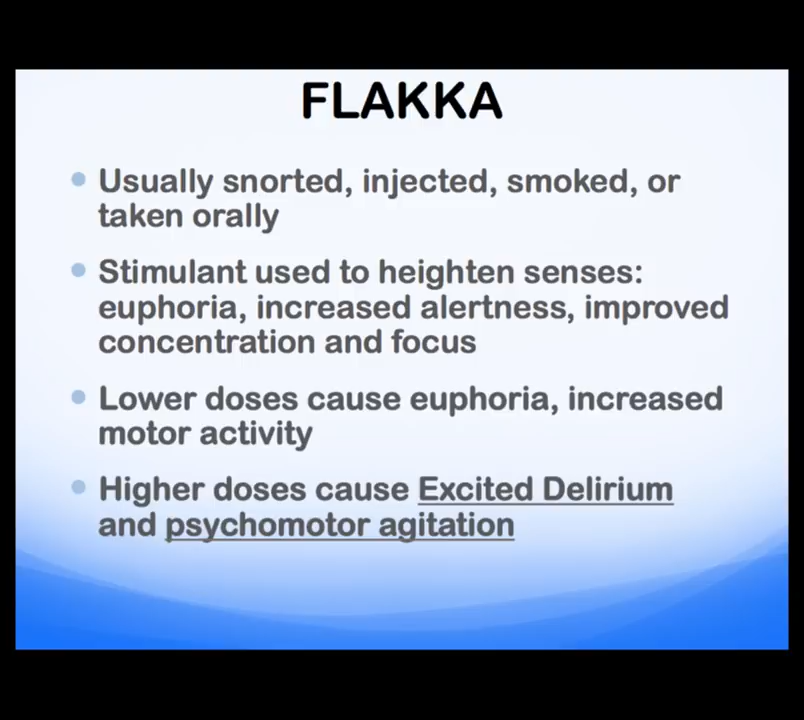 FLAKKA
Usually snorted, injected, smoked, or
taken orally
Stimulant used to heighten senses:
euphoria, increased alertness, improved
concentration and focus
Lower doses cause euphoria, increased
motor activity
Higher doses cause Excited Delirium
and psychomotor agitation